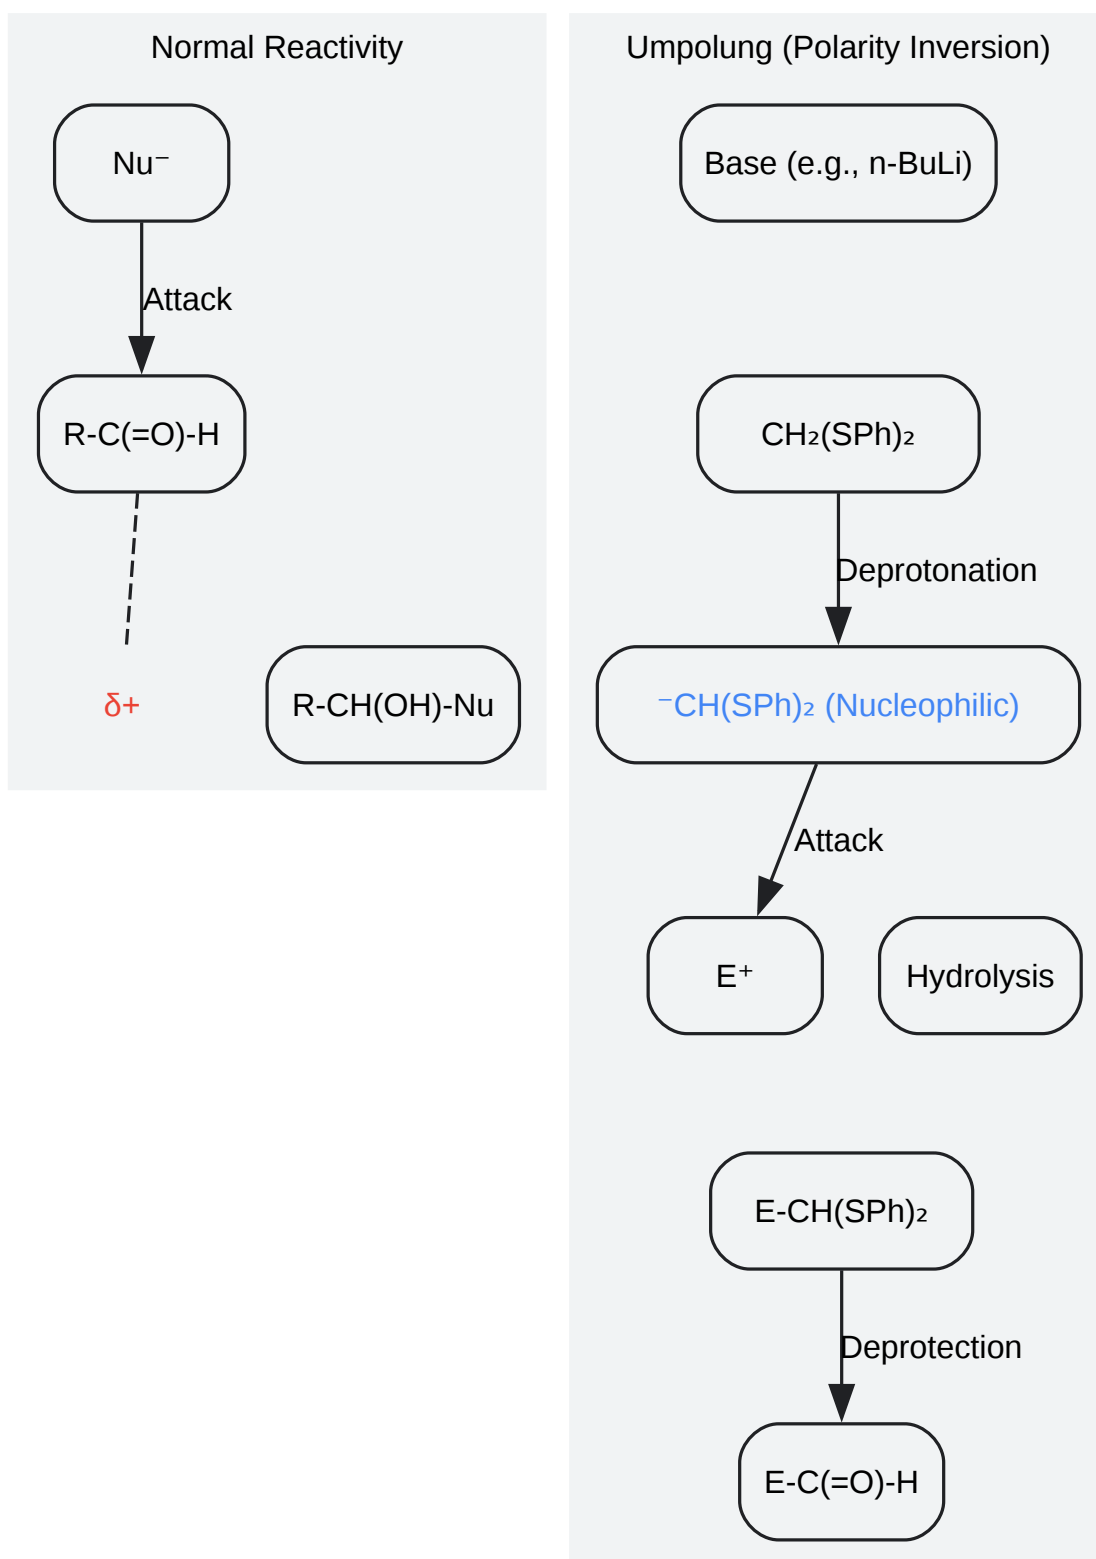 Normal Reactivity
Nu⁻
Attack
R-C(=O)-H
δ+
R-CH(OH)-Nu
Umpolung (Polarity Inversion)
Base (e.g., n-BuLi)
CH₂(SPh)₂
Deprotonation
⁻CH(SPh)₂ (Nucleophilic)
Attack
E⁺
Hydrolysis
E-CH(SPh)₂
Deprotection
E-C(=O)-H